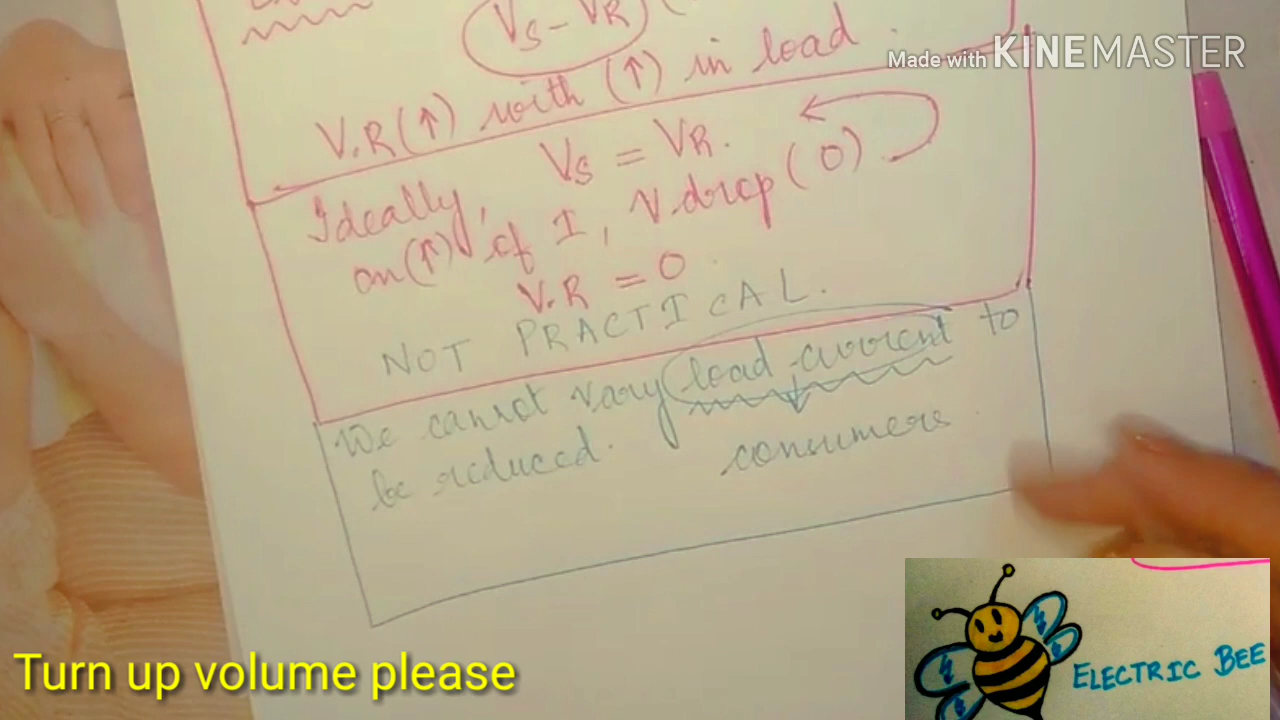 Vs - VR (
V.R(↑) with (↑) in load.
Made with KINEMASTER
Ideally, Vs = VR.
on(↑) of I, V.drop (0)
V.R = 0.
NOT PRACTICAL.
We cannot vary load current to
be reduced.
consumers.
Turn up volume please
ELECTRIC BEE